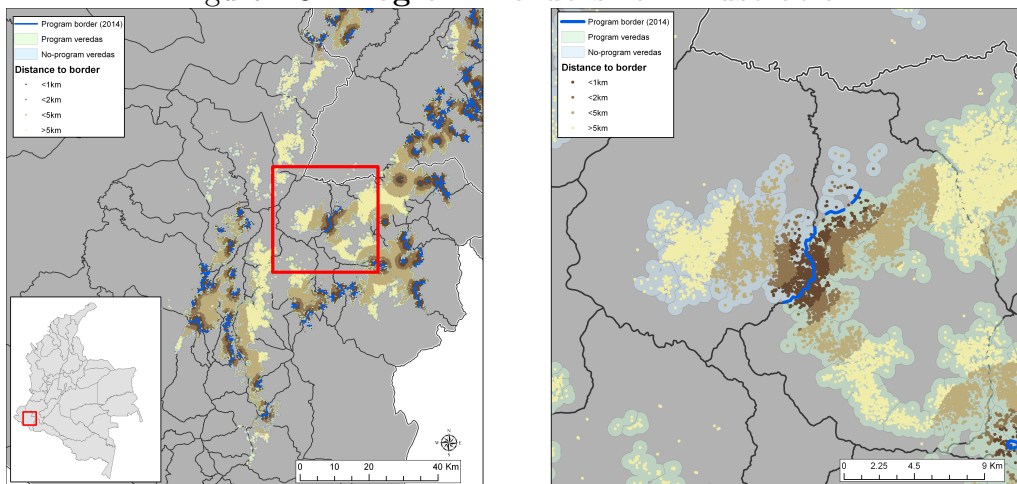 Program border (2014)
Program veredas
No-program veredas
Distance to border
<1km
<2km
<5km
>5km
N
W E
S
0 10 20 40 Km
Program border (2014)
Program veredas
No-program veredas
Distance to border
<1km
<2km
<5km
>5km
0 2.25 4.5 9 Km